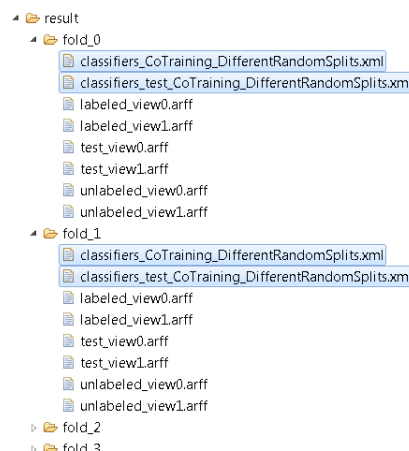 result
fold_0
classifiers_CoTraining_DifferentRandomSplits.xml
classifiers_test_CoTraining_DifferentRandomSplits.xm
labeled_view0.arff
labeled_view1.arff
test_view0.arff
test_view1.arff
unlabeled_view0.arff
unlabeled_view1.arff
fold_1
classifiers_CoTraining_DifferentRandomSplits.xml
classifiers_test_CoTraining_DifferentRandomSplits.xm
labeled_view0.arff
labeled_view1.arff
test_view0.arff
test_view1.arff
unlabeled_view0.arff
unlabeled_view1.arff
fold_2
fold_3